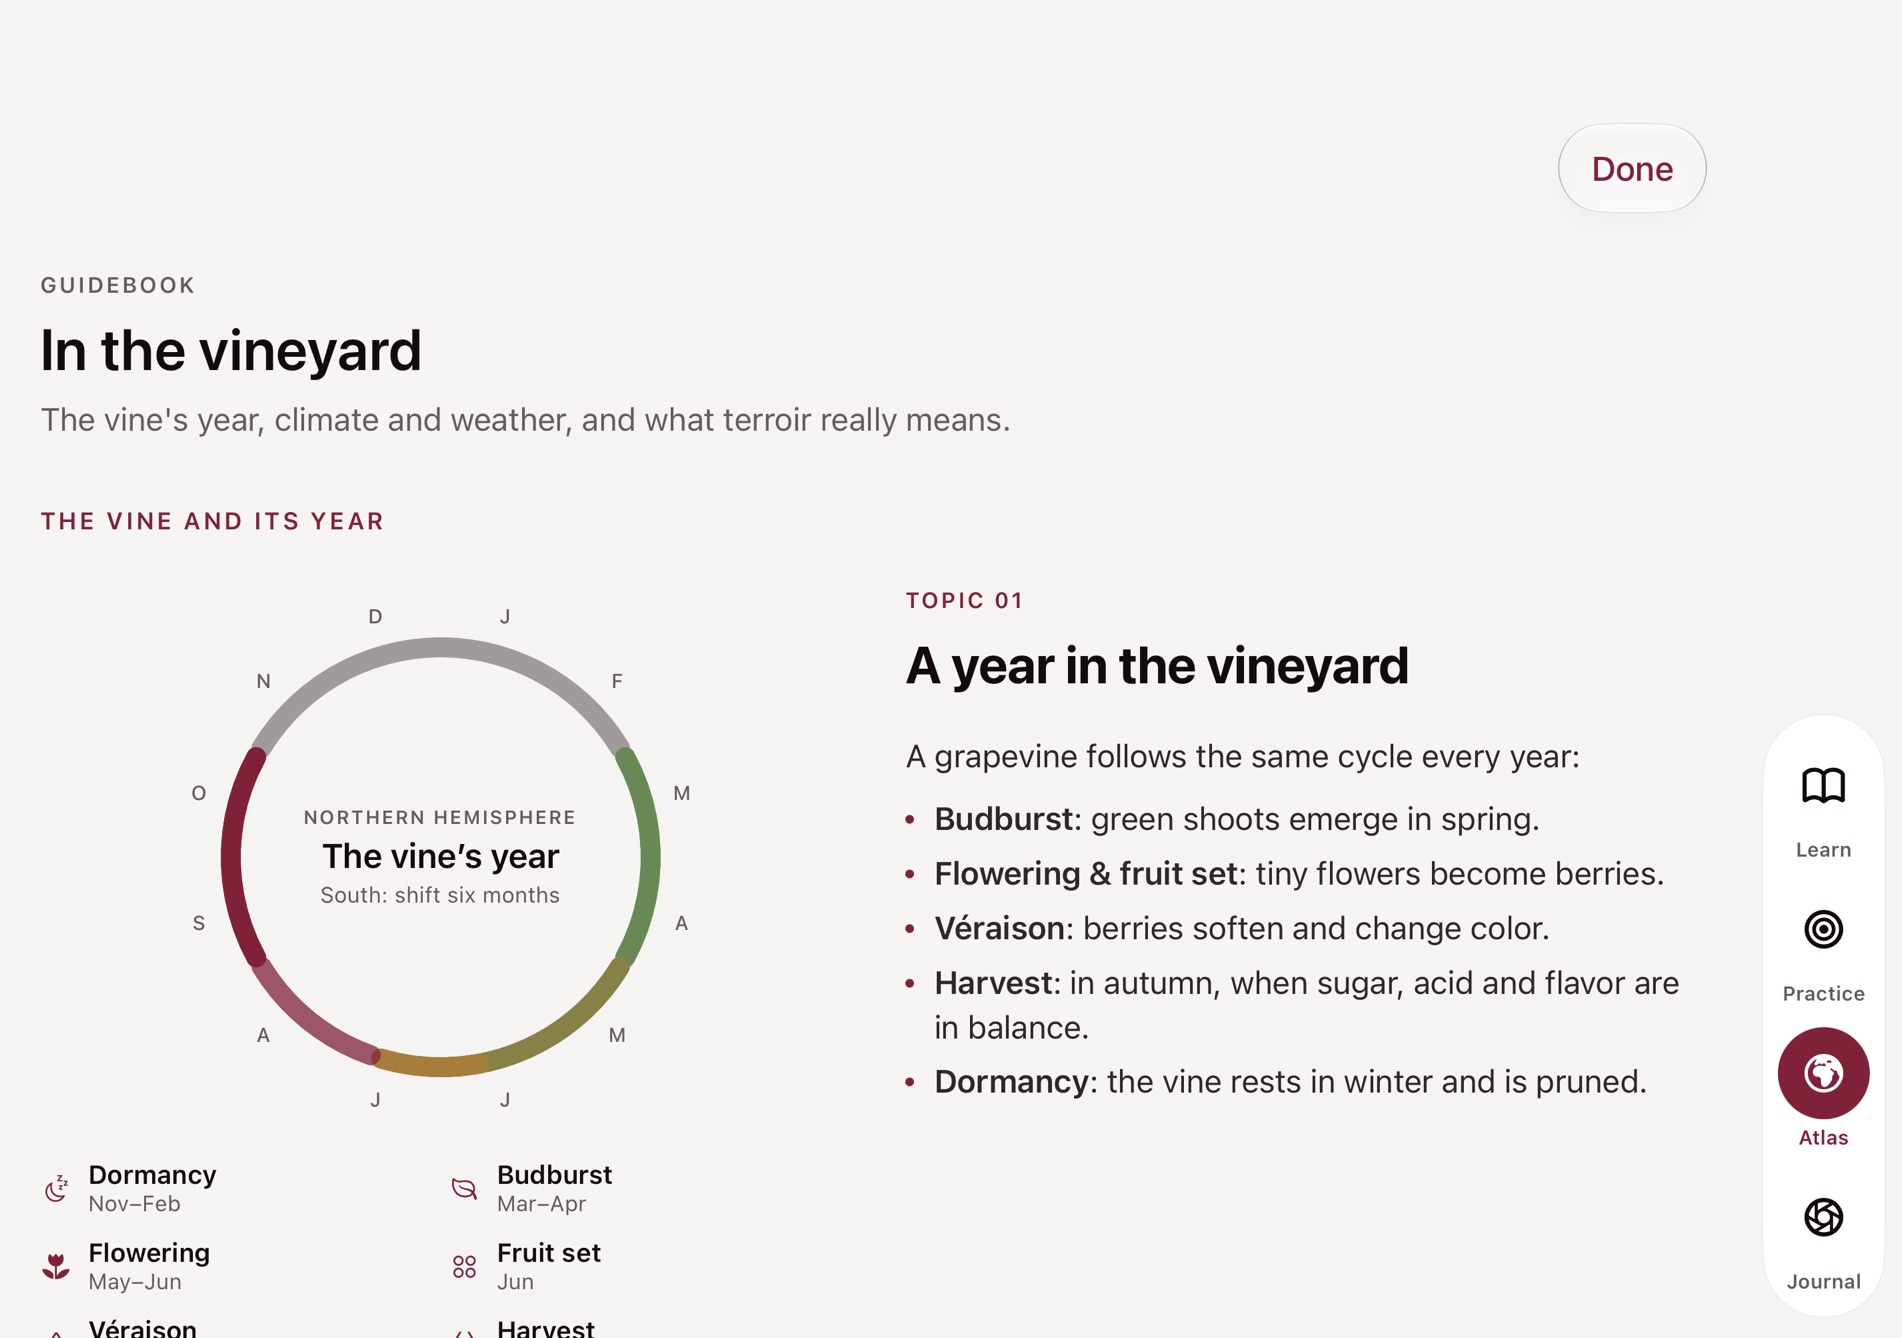 Done
GUIDEBOOK
In the vineyard
The vine's year, climate and weather, and what terroir really means.
THE VINE AND ITS YEAR
D
J
N
F
O
M
S
A
A
M
J
J
NORTHERN HEMISPHERE
The vine’s year
South: shift six months
Dormancy
Nov–Feb
Budburst
Mar–Apr
Flowering
May–Jun
Fruit set
Jun
Véraison
Harvest
TOPIC 01
A year in the vineyard
A grapevine follows the same cycle every year:
• Budburst: green shoots emerge in spring.
• Flowering & fruit set: tiny flowers become berries.
• Véraison: berries soften and change color.
• Harvest: in autumn, when sugar, acid and flavor are
in balance.
• Dormancy: the vine rests in winter and is pruned.
Learn
Practice
Atlas
Journal